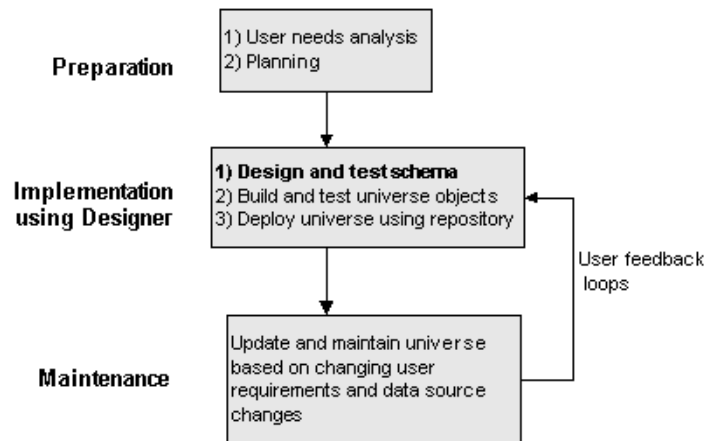 Preparation
1) User needs analysis
2) Planning
Implementation
using Designer
1) Design and test schema
2) Build and test universe objects
3) Deploy universe using repository
User feedback
loops
Maintenance
Update and maintain universe
based on changing user
requirements and data source
changes